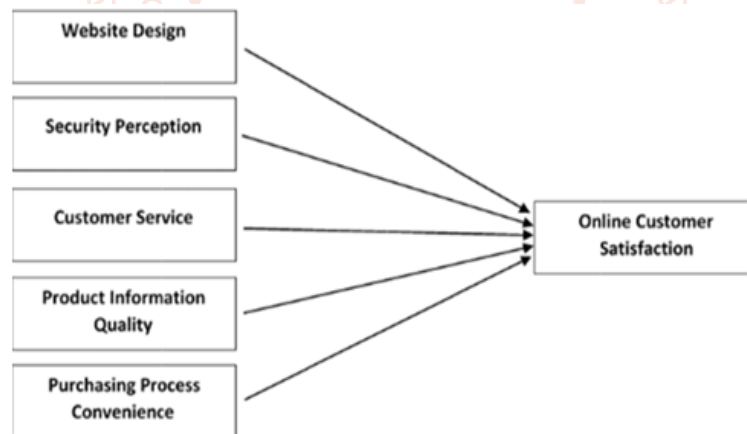 Website Design
Security Perception
Customer Service
Product Information
Quality
Purchasing Process
Convenience
Online Customer
Satisfaction